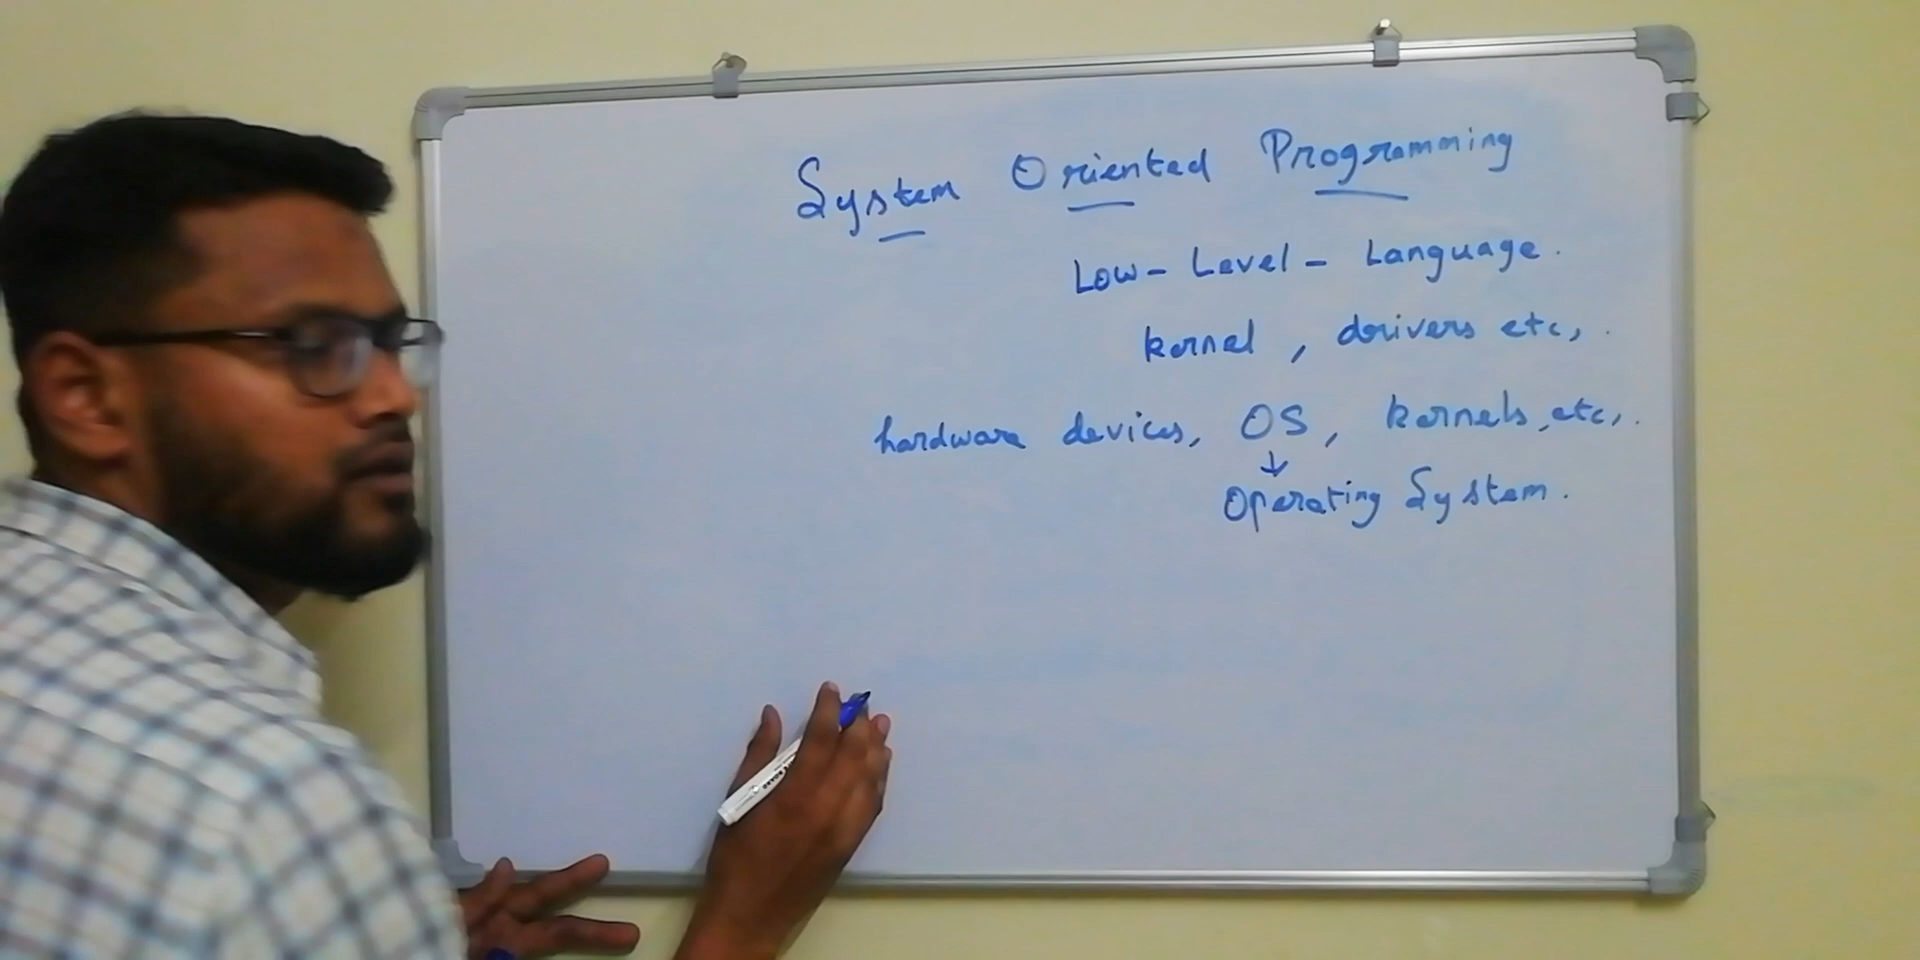 System Oriented Programming
Low-Level-Language.
kernel, drivers etc,.
hardware devices, OS, kernels, etc,.
↓
Operating System.